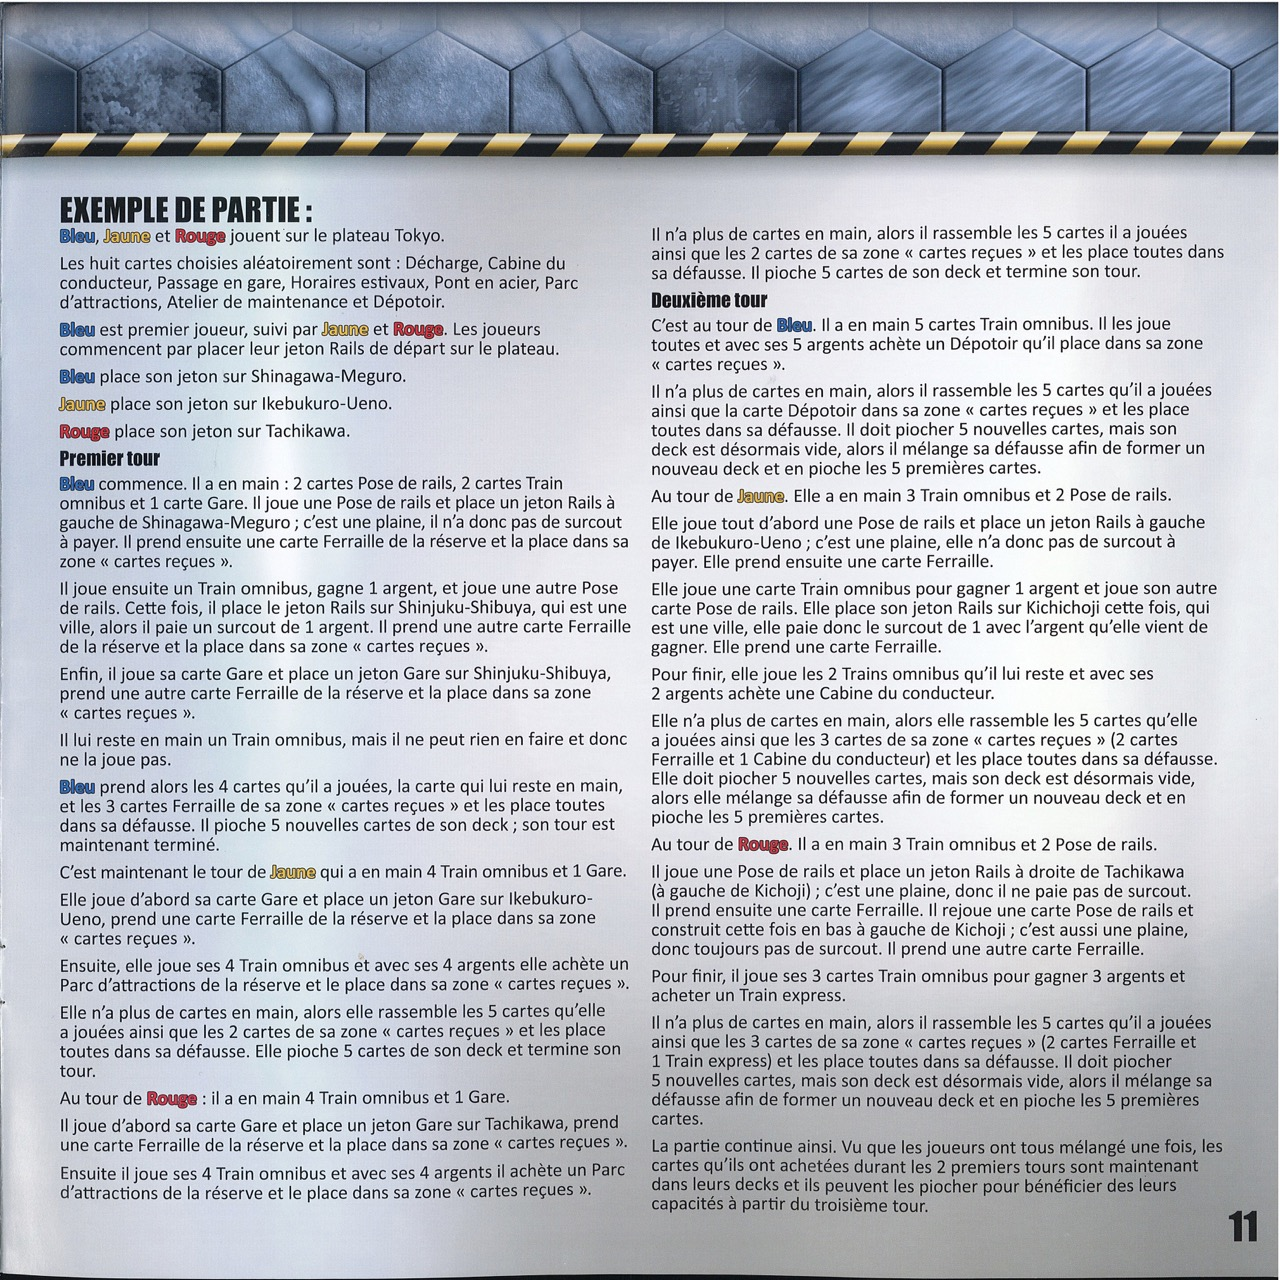 EXEMPLE DE PARTIE :
Bleu, Jaune et Rouge jouent sur le plateau Tokyo.
Les huit cartes choisies aléatoirement sont : Décharge, Cabine du
conducteur, Passage en gare, Horaires estivaux, Pont en acier, Parc
d’attractions, Atelier de maintenance et Dépotoir.
Bleu est premier joueur, suivi par Jaune et Rouge. Les joueurs
commencent par placer leur jeton Rails de départ sur le plateau.
Bleu place son jeton sur Shinagawa-Meguro.
Jaune place son jeton sur Ikebukuro-Ueno.
Rouge place son jeton sur Tachikawa.
Premier tour
Bleu commence. Il a en main : 2 cartes Pose de rails, 2 cartes Train
omnibus et 1 carte Gare. Il joue une Pose de rails et place un jeton Rails à
gauche de Shinagawa-Meguro ; c’est une plaine, il n’a donc pas de surcout
à payer. Il prend ensuite une carte Ferraille de la réserve et la place dans sa
zone « cartes reçues ».
Il joue ensuite un Train omnibus, gagne 1 argent, et joue une autre Pose
de rails. Cette fois, il place le jeton Rails sur Shinjuku-Shibuya, qui est une
ville, alors il paie un surcout de 1 argent. Il prend une autre carte Ferraille
de la réserve et la place dans sa zone « cartes reçues ».
Enfin, il joue sa carte Gare et place un jeton Gare sur Shinjuku-Shibuya,
prend une autre carte Ferraille de la réserve et la place dans sa zone
« cartes reçues ».
Il lui reste en main un Train omnibus, mais il ne peut rien en faire et donc
ne la joue pas.
Bleu prend alors les 4 cartes qu’il a jouées, la carte qui lui reste en main,
et les 3 cartes Ferraille de sa zone « cartes reçues » et les place toutes
dans sa défausse. Il pioche 5 nouvelles cartes de son deck ; son tour est
maintenant terminé.
C’est maintenant le tour de Jaune qui a en main 4 Train omnibus et 1 Gare.
Elle joue d’abord sa carte Gare et place un jeton Gare sur Ikebukuro-
Ueno, prend une carte Ferraille de la réserve et la place dans sa zone
« cartes reçues ».
Ensuite, elle joue ses 4 Train omnibus et avec ses 4 argents elle achète un
Parc d’attractions de la réserve et le place dans sa zone « cartes reçues ».
Elle n’a plus de cartes en main, alors elle rassemble les 5 cartes qu’elle
a jouées ainsi que les 2 cartes de sa zone « cartes reçues » et les place
toutes dans sa défausse. Elle pioche 5 cartes de son deck et termine son
tour.
Au tour de Rouge : il a en main 4 Train omnibus et 1 Gare.
Il joue d’abord sa carte Gare et place un jeton Gare sur Tachikawa, prend
une carte Ferraille de la réserve et la place dans sa zone « cartes reçues ».
Ensuite il joue ses 4 Train omnibus et avec ses 4 argents il achète un Parc
d’attractions de la réserve et le place dans sa zone « cartes reçues ».
Il n’a plus de cartes en main, alors il rassemble les 5 cartes il a jouées
ainsi que les 2 cartes de sa zone « cartes reçues » et les place toutes dans
sa défausse. Il pioche 5 cartes de son deck et termine son tour.
Deuxième tour
C’est au tour de Bleu. Il a en main 5 cartes Train omnibus. Il les joue
toutes et avec ses 5 argents achète un Dépotoir qu’il place dans sa zone
« cartes reçues ».
Il n’a plus de cartes en main, alors il rassemble les 5 cartes qu’il a jouées
ainsi que la carte Dépotoir dans sa zone « cartes reçues » et les place
toutes dans sa défausse. Il doit piocher 5 nouvelles cartes, mais son
deck est désormais vide, alors il mélange sa défausse afin de former un
nouveau deck et en pioche les 5 premières cartes.
Au tour de Jaune. Elle a en main 3 Train omnibus et 2 Pose de rails.
Elle joue tout d’abord une Pose de rails et place un jeton Rails à gauche
de Ikebukuro-Ueno ; c’est une plaine, elle n’a donc pas de surcout à
payer. Elle prend ensuite une carte Ferraille.
Elle joue une carte Train omnibus pour gagner 1 argent et joue son autre
carte Pose de rails. Elle place son jeton Rails sur Kichichoji cette fois, qui
est une ville, elle paie donc le surcout de 1 avec l’argent qu’elle vient de
gagner. Elle prend une carte Ferraille.
Pour finir, elle joue les 2 Trains omnibus qu’il lui reste et avec ses
2 argents achète une Cabine du conducteur.
Elle n’a plus de cartes en main, alors elle rassemble les 5 cartes qu’elle
a jouées ainsi que les 3 cartes de sa zone « cartes reçues » (2 cartes
Ferraille et 1 Cabine du conducteur) et les place toutes dans sa défausse.
Elle doit piocher 5 nouvelles cartes, mais son deck est désormais vide,
alors elle mélange sa défausse afin de former un nouveau deck et en
pioche les 5 premières cartes.
Au tour de Rouge. Il a en main 3 Train omnibus et 2 Pose de rails.
Il joue une Pose de rails et place un jeton Rails à droite de Tachikawa
(à gauche de Kichoji) ; c’est une plaine, donc il ne paie pas de surcout.
Il prend ensuite une carte Ferraille. Il rejoue une carte Pose de rails et
construit cette fois en bas à gauche de Kichoji ; c’est aussi une plaine,
donc toujours pas de surcout. Il prend une autre carte Ferraille.
Pour finir, il joue ses 3 cartes Train omnibus pour gagner 3 argents et
acheter un Train express.
Il n’a plus de cartes en main, alors il rassemble les 5 cartes qu’il a jouées
ainsi que les 3 cartes de sa zone « cartes reçues » (2 cartes Ferraille et
1 Train express) et les place toutes dans sa défausse. Il doit piocher
5 nouvelles cartes, mais son deck est désormais vide, alors il mélange sa
défausse afin de former un nouveau deck et en pioche les 5 premières
cartes.
La partie continue ainsi. Vu que les joueurs ont tous mélangé une fois, les
cartes qu’ils ont achetées durant les 2 premiers tours sont maintenant
dans leurs decks et ils peuvent les piocher pour bénéficier des leurs
capacités à partir du troisième tour.
11